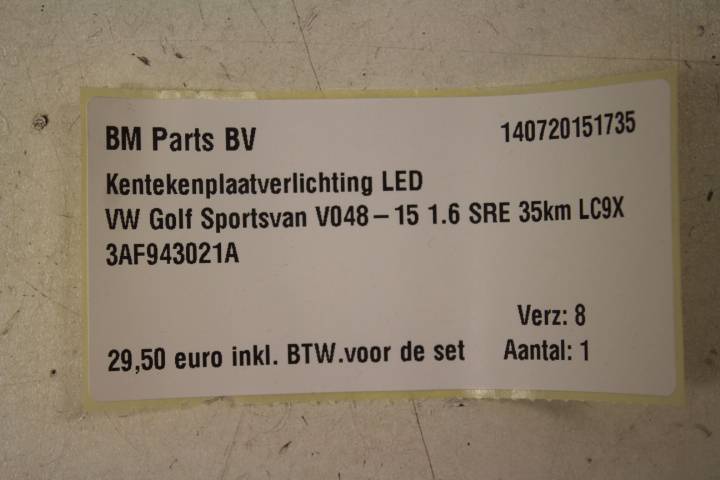 BM Parts BV 140720151735
Kentekenplaatverlichting LED
VW Golf Sportsvan V048-15 1.6 SRE 35km LC9X
3AF943021A
Verz: 8
29,50 euro inkl. BTW.voor de set Aantal: 1